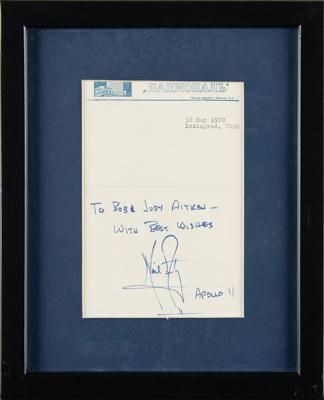 „НАЦИОНАЛЬ"
30 May 1970
Leningrad, USSR
TO BOB & JUDY AITKEN –
WITH BEST WISHES
APOLLO 11